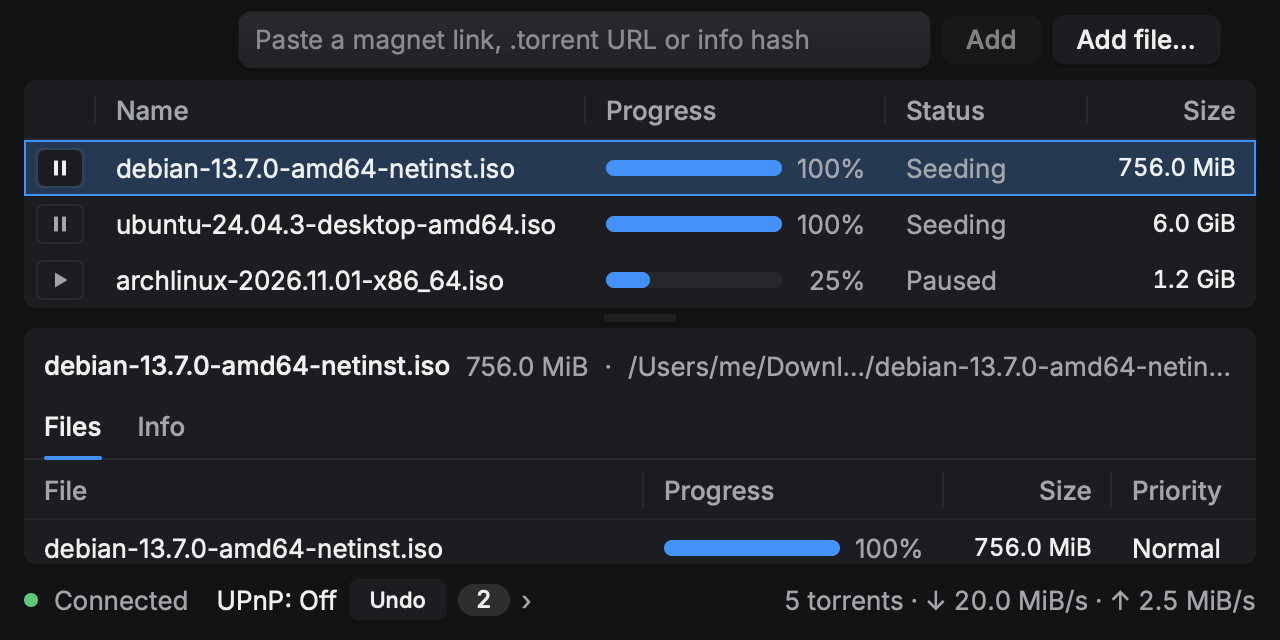 Paste a magnet link, .torrent URL or info hash Add Add file...
Name Progress Status Size
debian-13.7.0-amd64-netinst.iso 100% Seeding 756.0 MiB
ubuntu-24.04.3-desktop-amd64.iso 100% Seeding 6.0 GiB
archlinux-2026.11.01-x86_64.iso 25% Paused 1.2 GiB
debian-13.7.0-amd64-netinst.iso 756.0 MiB · /Users/me/Downl.../debian-13.7.0-amd64-netin...
Files Info
File Progress Size Priority
debian-13.7.0-amd64-netinst.iso 100% 756.0 MiB Normal
Connected UPnP: Off Undo 2 › 5 torrents · ↓ 20.0 MiB/s · ↑ 2.5 MiB/s